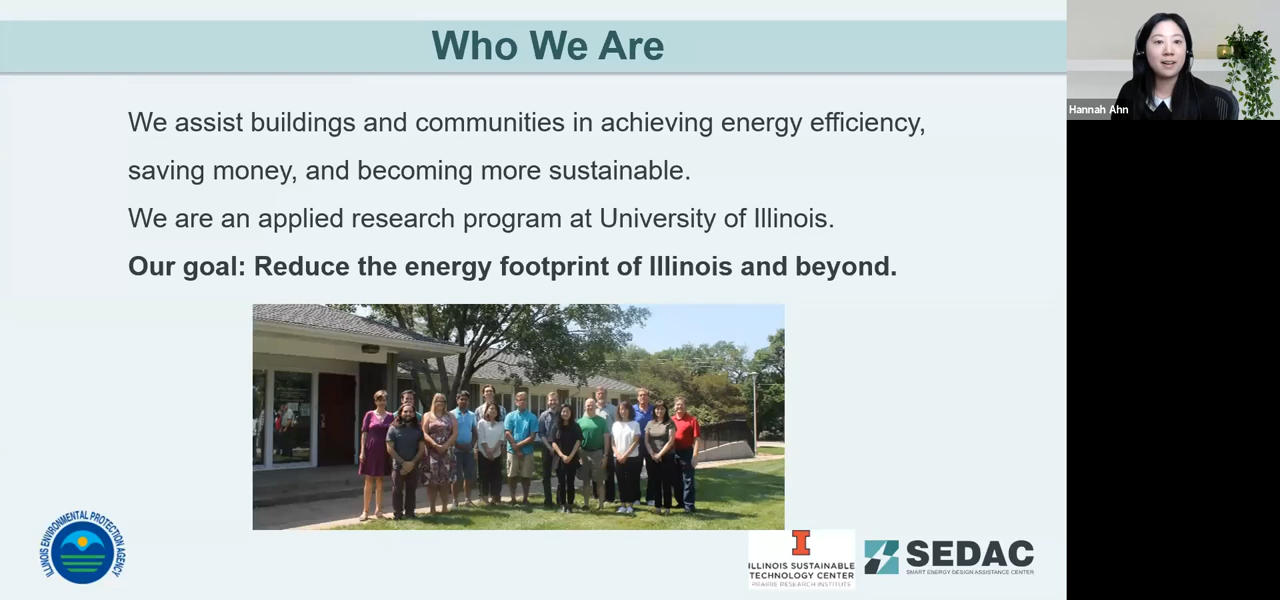 Who We Are
Hannah Ahn
We assist buildings and communities in achieving energy efficiency,
saving money, and becoming more sustainable.
We are an applied research program at University of Illinois.
Our goal: Reduce the energy footprint of Illinois and beyond.
ILLINOIS ENVIRONMENTAL PROTECTION AGENCY
ILLINOIS SUSTAINABLE
TECHNOLOGY CENTER
PRAIRIE RESEARCH INSTITUTE
SEDAC
SMART ENERGY DESIGN ASSISTANCE CENTER